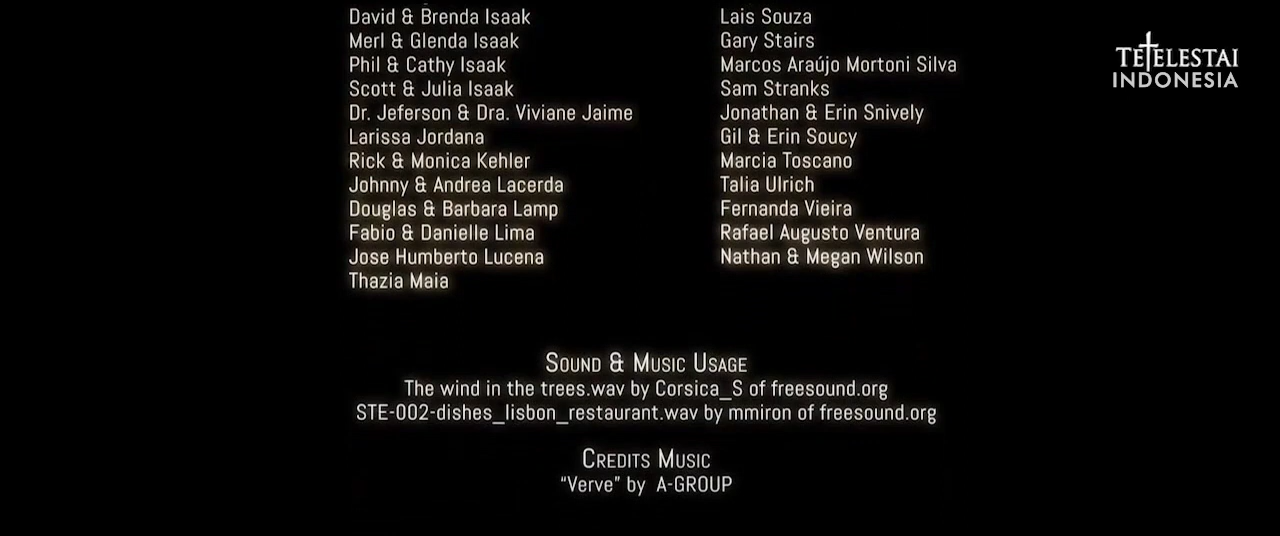 David & Brenda Isaak
Merl & Glenda Isaak
Phil & Cathy Isaak
Scott & Julia Isaak
Dr. Jeferson & Dra. Viviane Jaime
Larissa Jordana
Rick & Monica Kehler
Johnny & Andrea Lacerda
Douglas & Barbara Lamp
Fabio & Danielle Lima
Jose Humberto Lucena
Thazia Maia
Lais Souza
Gary Stairs
Marcos Araújo Mortoni Silva
Sam Stranks
Jonathan & Erin Snively
Gil & Erin Soucy
Marcia Toscano
Talia Ulrich
Fernanda Vieira
Rafael Augusto Ventura
Nathan & Megan Wilson
TETELESTAI
INDONESIA
Sound & Music Usage
The wind in the trees.wav by Corsica_S of freesound.org
STE-002-dishes_lisbon_restaurant.wav by mmiron of freesound.org
Credits Music
“Verve” by A-GROUP